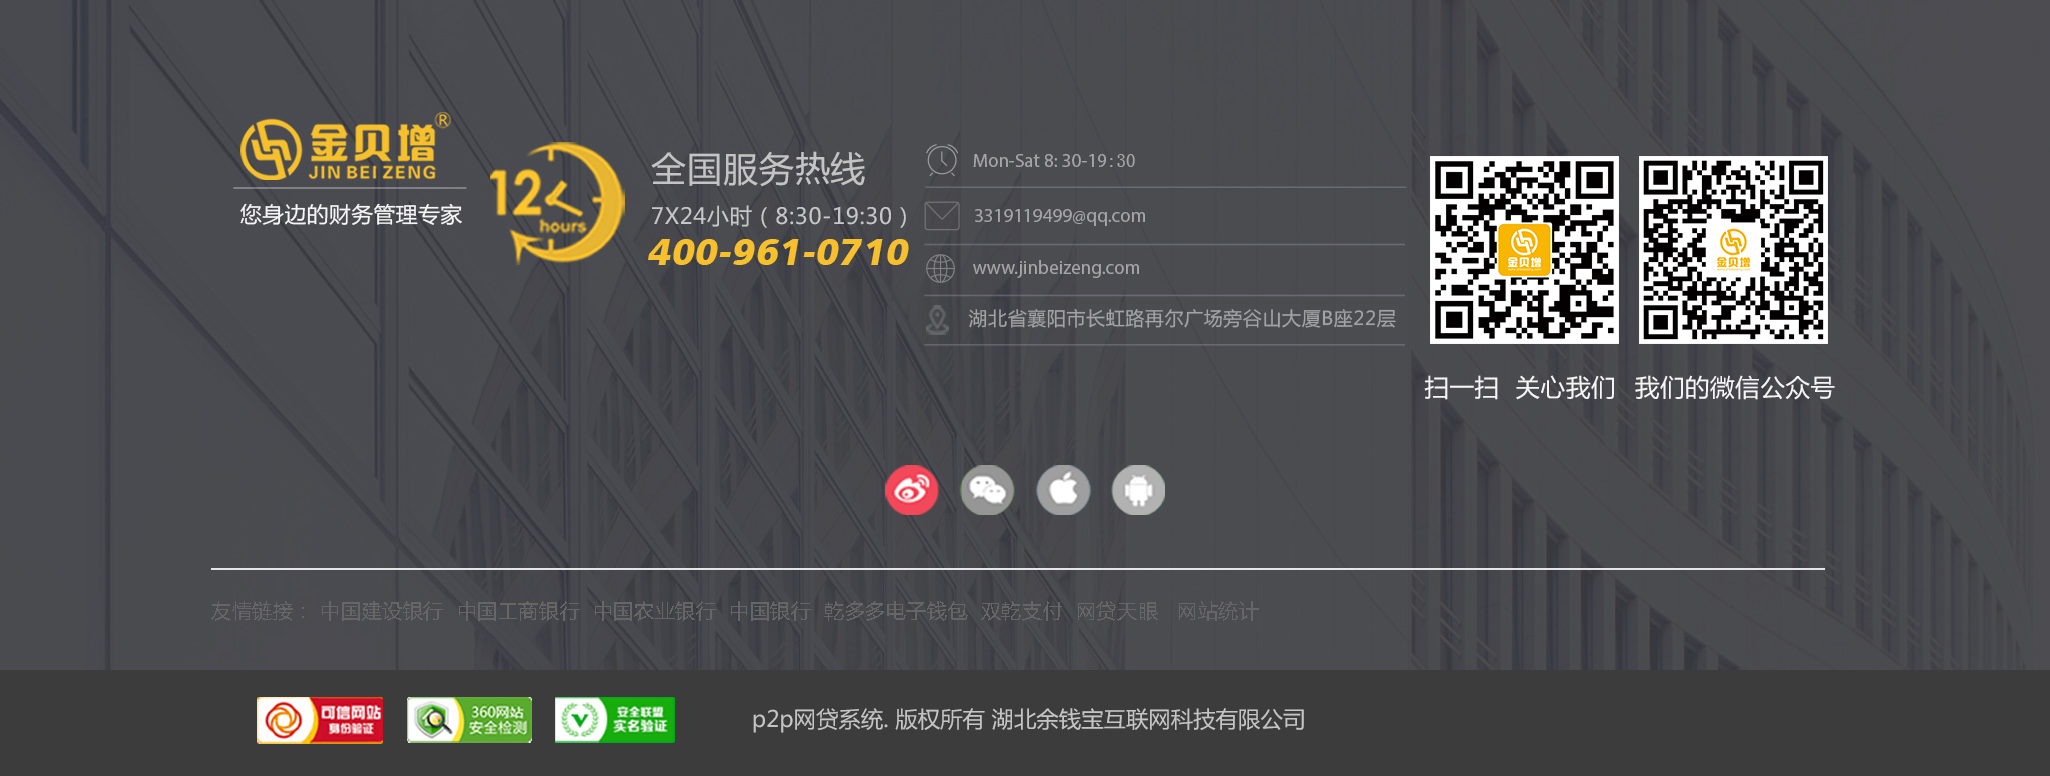 金贝增®
JIN BEI ZENG
您身边的财务管理专家
12
hours
全国服务热线
7X24小时（8:30-19:30）
400-961-0710
Mon-Sat 8:30-19:30
3319119499@qq.com
www.jinbeizeng.com
湖北省襄阳市长虹路再尔广场旁谷山大厦B座22层
金贝增
金贝增
扫一扫 关心我们
我们的微信公众号
友情链接： 中国建设银行 中国工商银行 中国农业银行 中国银行 乾多多电子钱包 双乾支付 网贷天眼 网站统计
可信网站
身份验证
360网站
安全检测
安全联盟
实名验证
p2p网贷系统. 版权所有 湖北余钱宝互联网科技有限公司